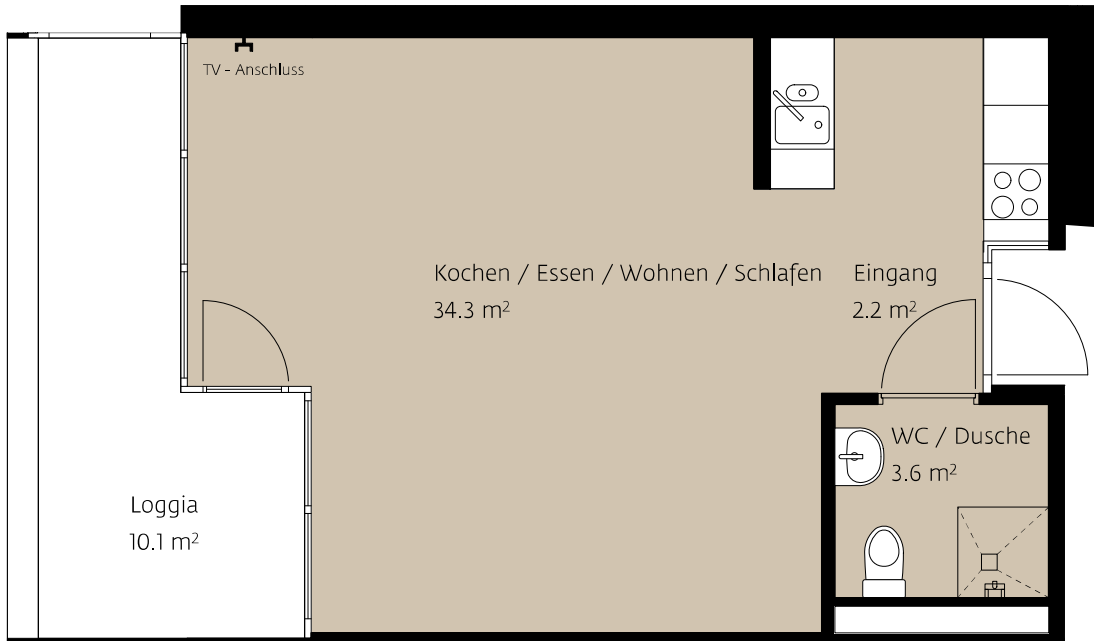 TV - Anschluss
Kochen / Essen / Wohnen / Schlafen
34.3 m²
Eingang
2.2 m²
WC / Dusche
3.6 m²
Loggia
10.1 m²